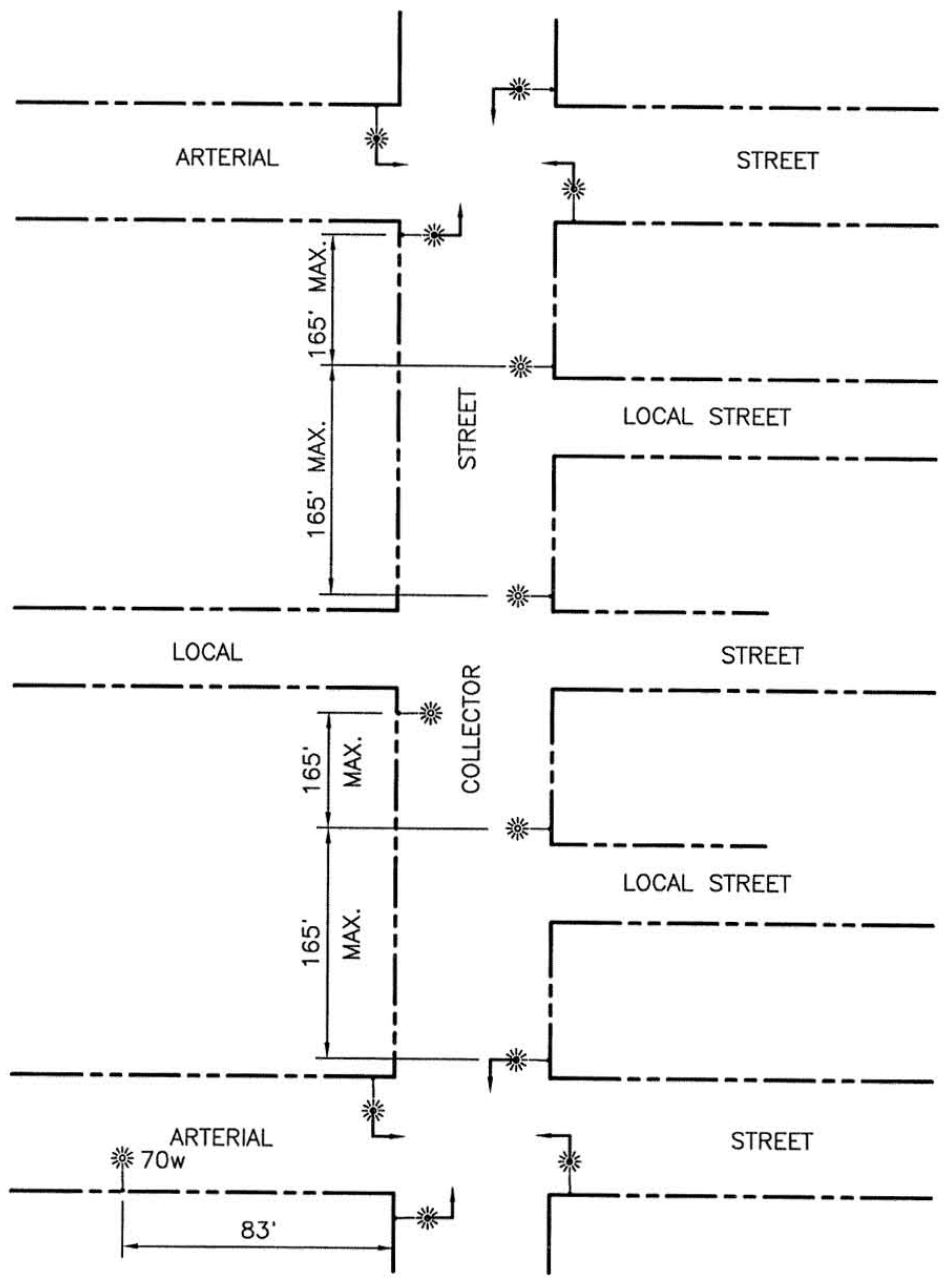 ARTERIAL
STREET
165' MAX.
165' MAX.
STREET
LOCAL STREET
LOCAL
STREET
COLLECTOR
165'
MAX.
165'
MAX.
LOCAL STREET
ARTERIAL
STREET
70w
83'